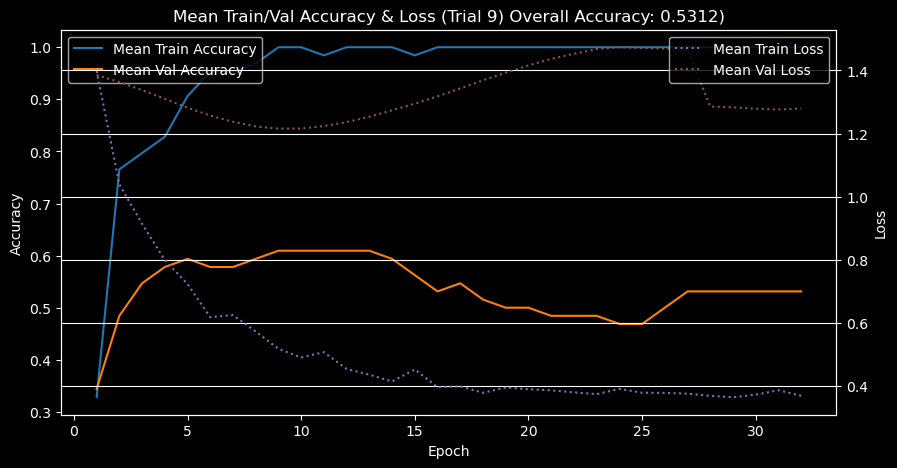 Mean Train/Val Accuracy & Loss (Trial 9) Overall Accuracy: 0.5312)
Mean Train Accuracy
Mean Val Accuracy
Mean Train Loss
Mean Val Loss
Accuracy
1.0
0.9
0.8
0.7
0.6
0.5
0.4
0.3
1.4
1.2
1.0
0.8
0.6
0.4
Loss
0
5
10
15
20
25
30
Epoch